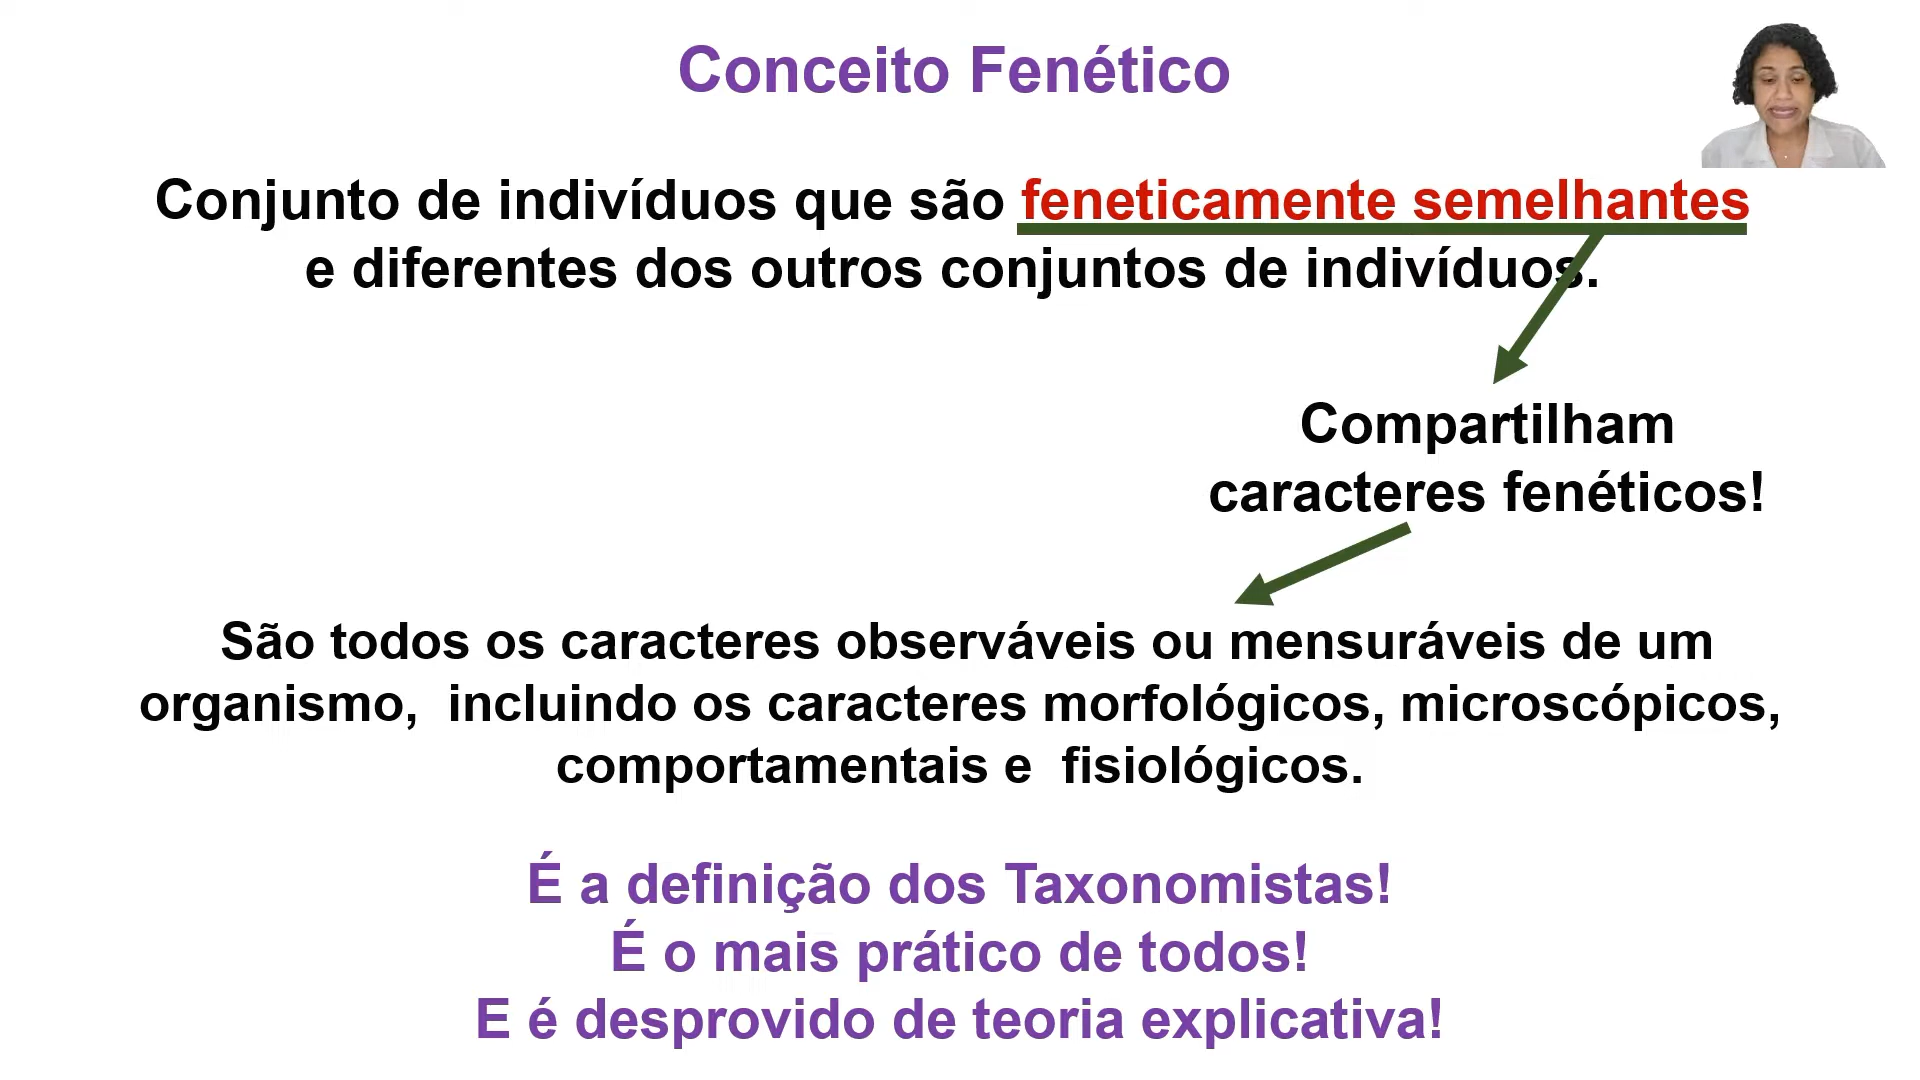 Conceito Fenético
Conjunto de indivíduos que são feneticamente semelhantes
e diferentes dos outros conjuntos de indivíduos.
Compartilham
caracteres fenéticos!
São todos os caracteres observáveis ou mensuráveis de um
organismo,  incluindo os caracteres morfológicos, microscópicos,
comportamentais e  fisiológicos.
É a definição dos Taxonomistas!
É o mais prático de todos!
E é desprovido de teoria explicativa!